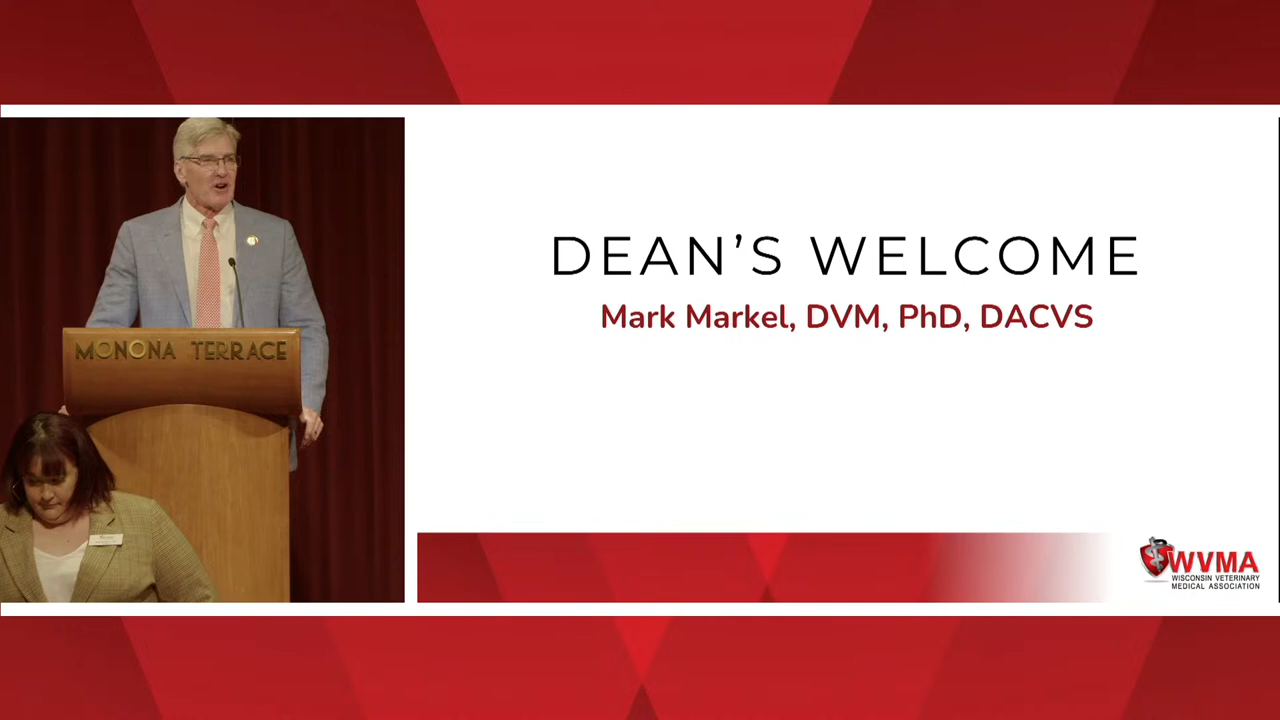 MONONA TERRACE
DEAN'S WELCOME
Mark Markel, DVM, PhD, DACVS
WVMA
WISCONSIN VETERINARY
MEDICAL ASSOCIATION